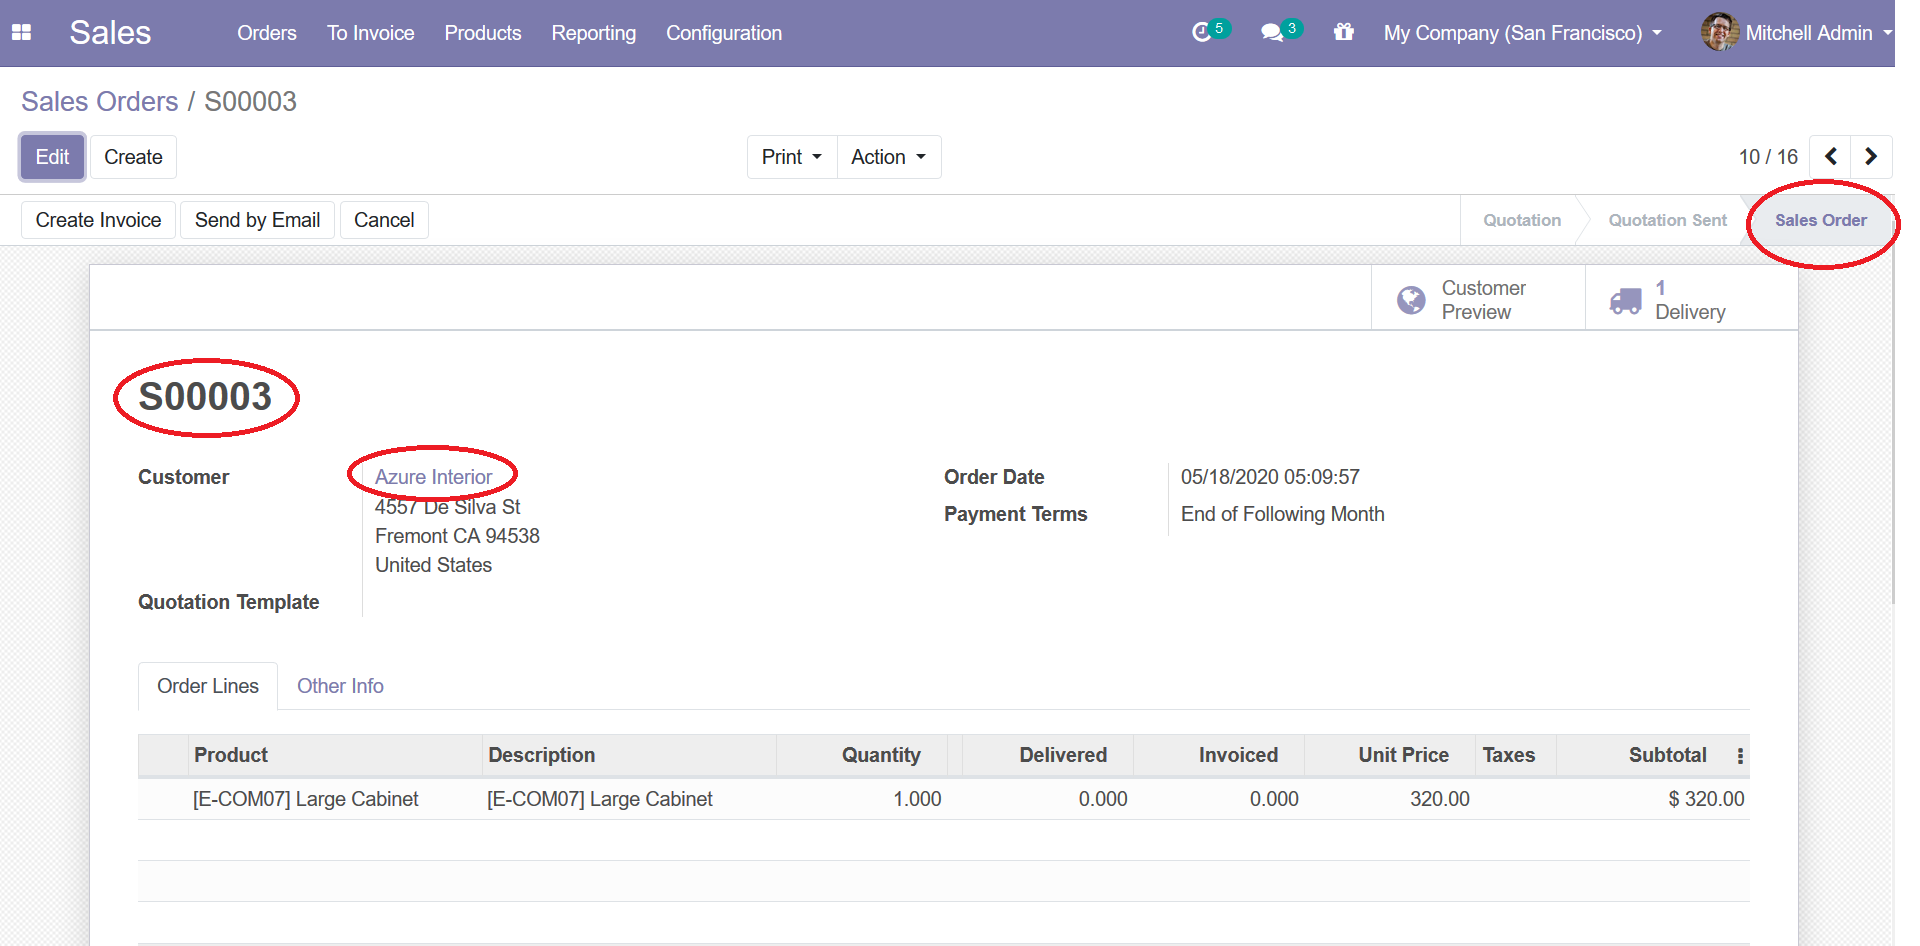 Sales Orders To Invoice Products Reporting Configuration 5 3 My Company (San Francisco) Mitchell Admin
Sales Orders / S00003
Edit Create Print Action 10 / 16
Create Invoice Send by Email Cancel Quotation Quotation Sent Sales Order
Customer Preview 1 Delivery
S00003
Customer Azure Interior Order Date 05/18/2020 05:09:57
4557 De Silva St Payment Terms End of Following Month
Fremont CA 94538
United States
Quotation Template
Order Lines Other Info
Product Description Quantity Delivered Invoiced Unit Price Taxes Subtotal
[E-COM07] Large Cabinet [E-COM07] Large Cabinet 1.000 0.000 0.000 320.00 $ 320.00